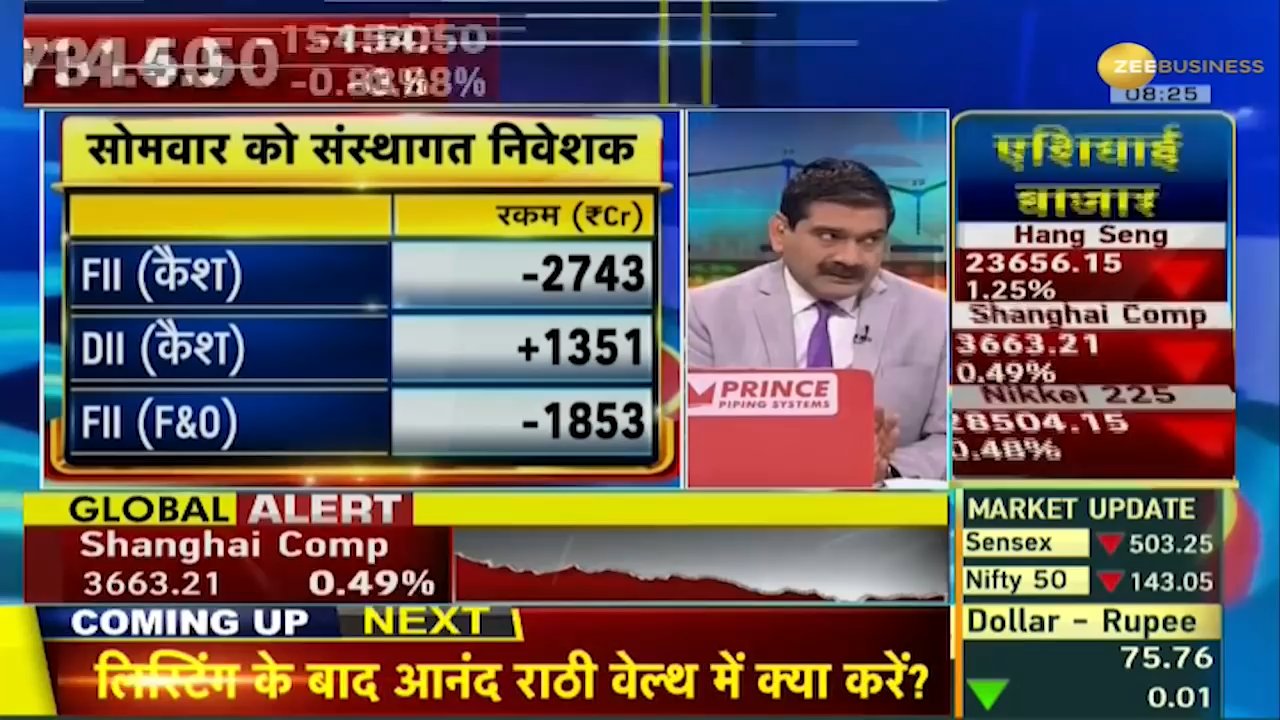 ZEEBUSINESS
08:25
सोमवार को संस्थागत निवेशक
रकम (₹Cr)
FII (कैश) -2743
DII (कैश) +1351
FII (F&O) -1853
PRINCE
PIPING SYSTEMS
एशियाई
बाजार
Hang Seng
23656.15
1.25%
Shanghai Comp
3663.21
0.49%
Nikkei 225
28504.15
0.48%
GLOBAL ALERT
Shanghai Comp
3663.21 0.49%
COMING UP NEXT
लिस्टिंग के बाद आनंद राठी वेल्थ में क्या करें?
MARKET UPDATE
Sensex 503.25
Nifty 50 143.05
Dollar - Rupee
75.76
0.01